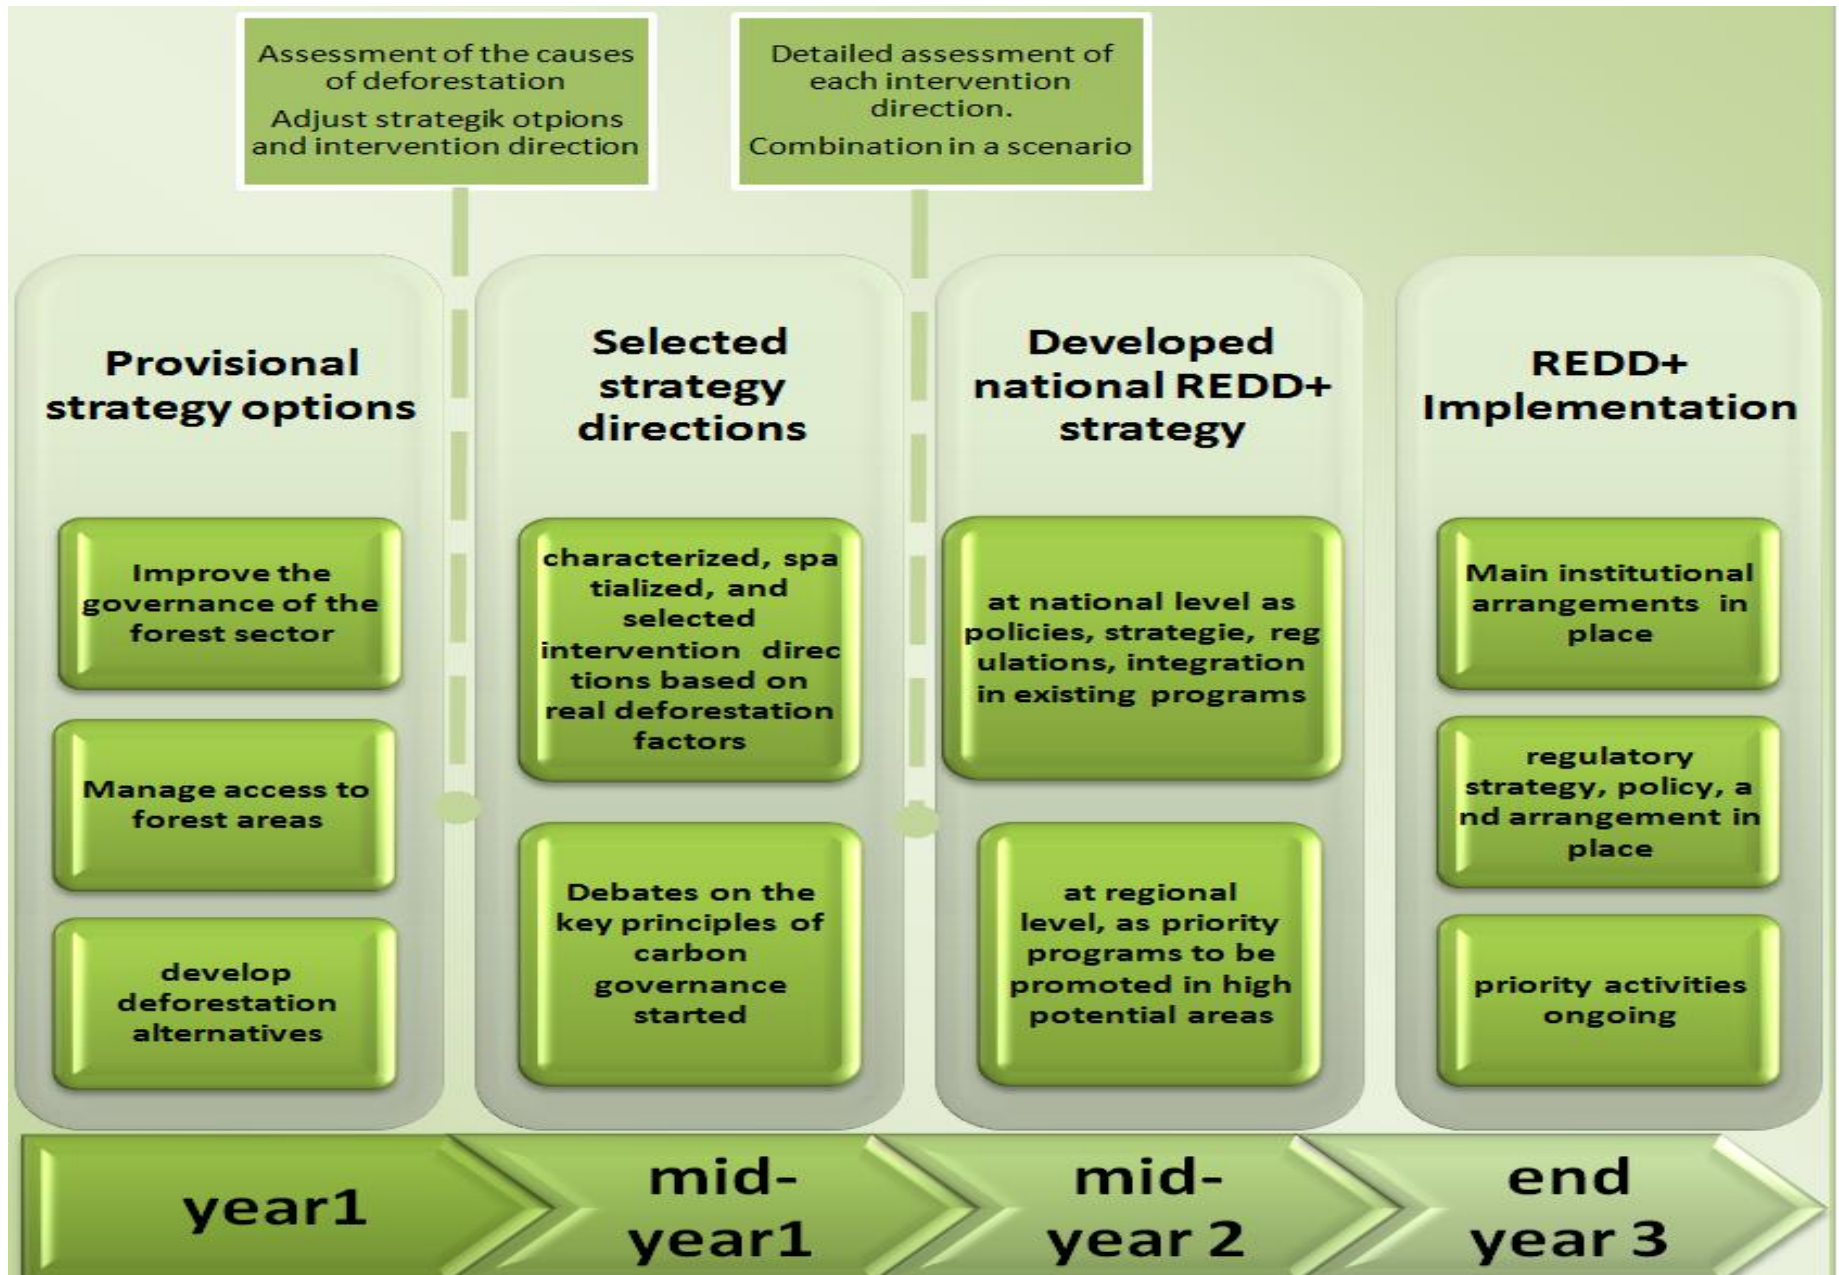 Assessment of the causes
of deforestation
Adjust strategik otpions
and intervention direction
Detailed assessment of
each intervention
direction.
Combination in a scenario
Provisional
strategy options
Improve the
governance of the
forest sector
Manage access to
forest areas
develop
deforestation
alternatives
Selected
strategy
directions
characterized, spa
tialized, and
selected
intervention direc
tions based on
real deforestation
factors
Debates on the
key principles of
carbon
governance
started
Developed
national REDD+
strategy
at national level as
policies, strategie, reg
ulations, integration
in existing programs
at regional
level, as priority
programs to be
promoted in high
potential areas
REDD+
Implementation
Main institutional
arrangements in
place
regulatory
strategy, policy, a
nd arrangement in
place
priority activities
ongoing
year1
mid-
year1
mid-
year 2
end
year 3